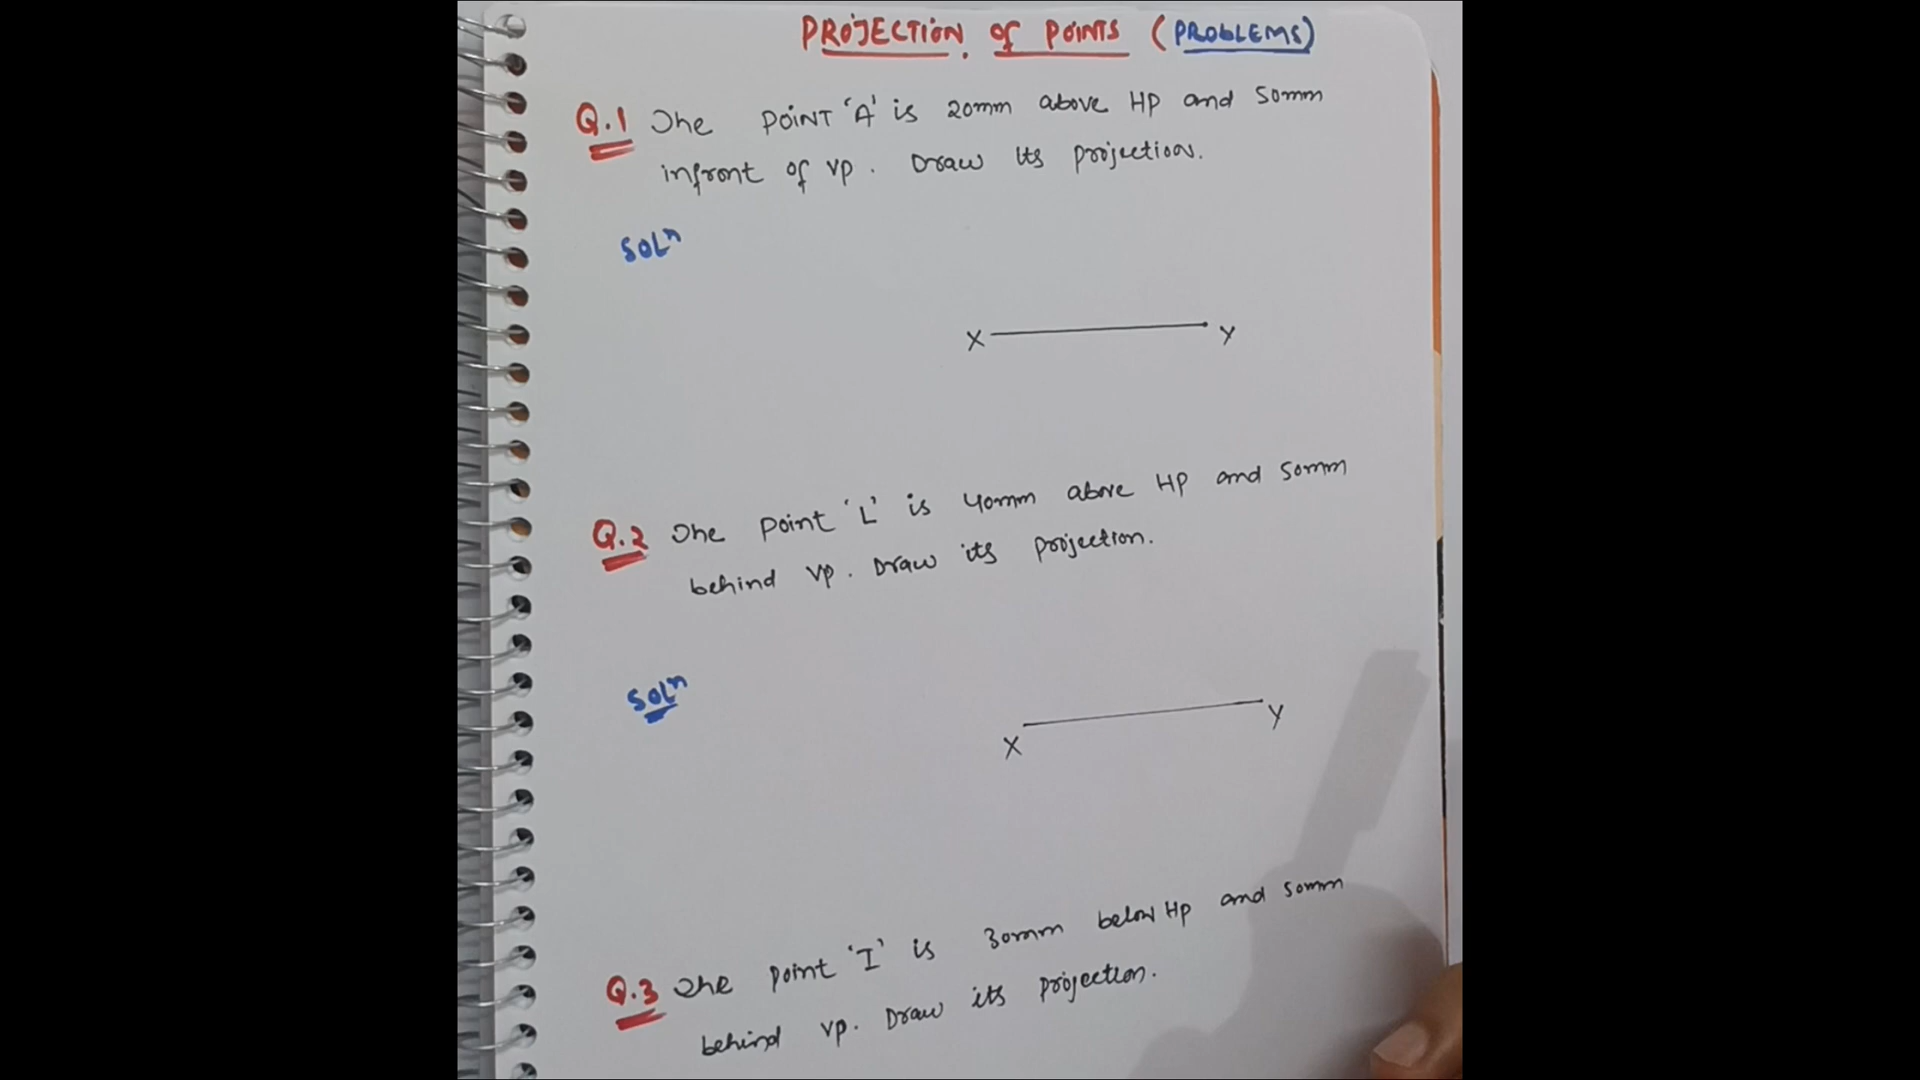 PROJECTION OF POINTS (PROBLEMS)
Q.1 The POINT 'A' is 20mm above HP and 50mm
infront of VP. Draw its projection.
SOLn
X Y
Q.2 The Point 'L' is 40mm above HP and 50mm
behind VP. Draw its projection.
SOLn
X Y
Q.3 The point 'I' is 30mm below HP and 50mm
behind VP. Draw its projection.